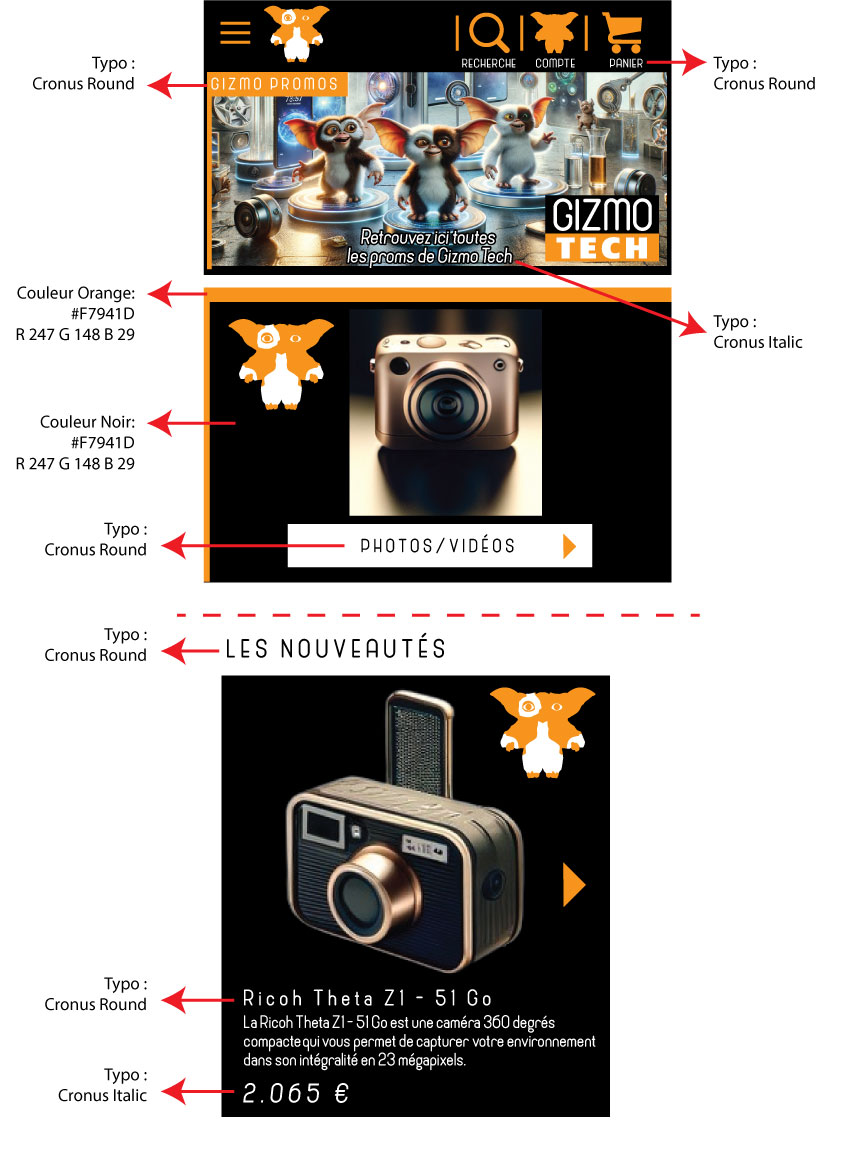 RECHERCHE
COMPTE
PANIER
Typo :
Cronus Round
Typo :
Cronus Round
GIZMO PROMOS
GIZMO
TECH
Retrouvez ici toutes
les proms de Gizmo Tech
Couleur Orange:
#F7941D
R 247 G 148 B 29
Typo :
Cronus Italic
Couleur Noir:
#F7941D
R 247 G 148 B 29
Typo :
Cronus Round
PHOTOS/VIDÉOS
Typo :
Cronus Round
LES NOUVEAUTÉS
Typo :
Cronus Round
Ricoh Theta Z1 - 51 Go
La Ricoh Theta Z1 - 51 Go est une caméra 360 degrés
compacte qui vous permet de capturer votre environnement
dans son intégralité en 23 mégapixels.
Typo :
Cronus Italic
2.065 €